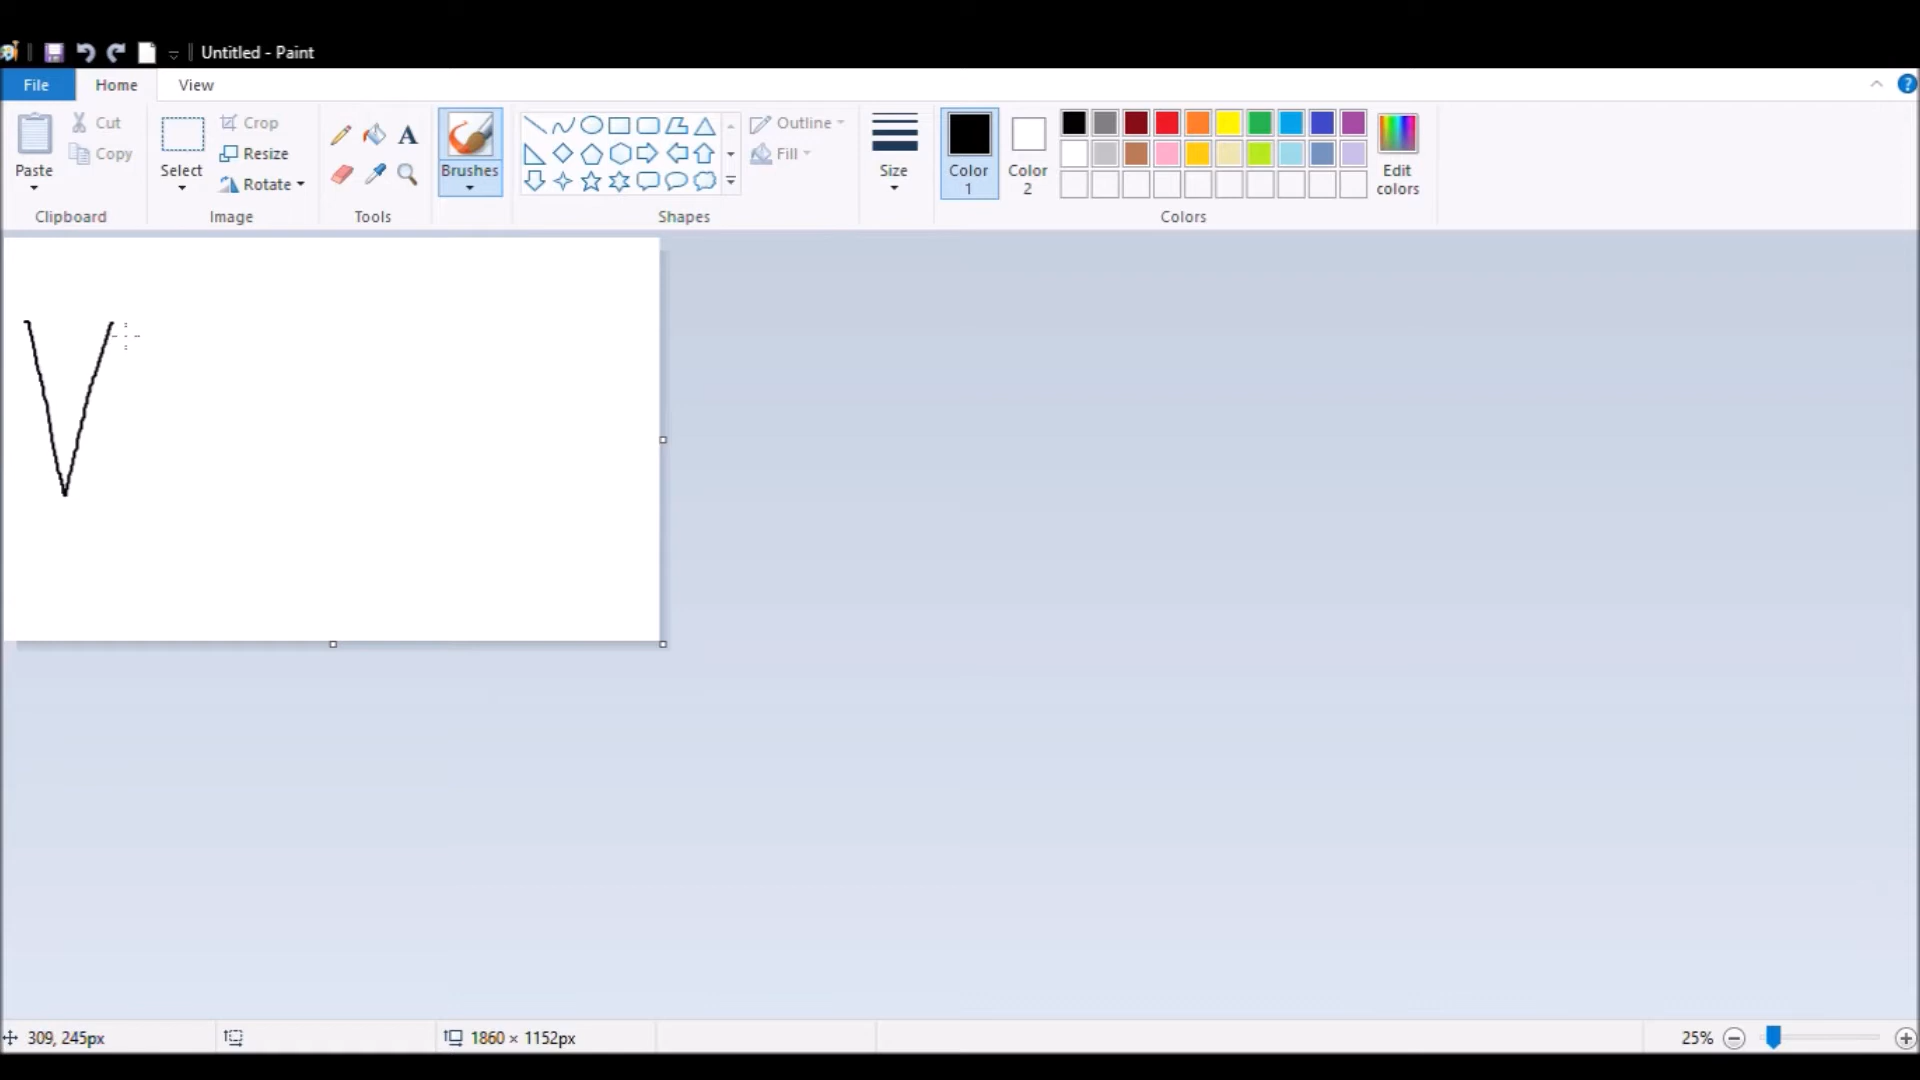 Untitled - Paint
File Home View
Paste
Cut
Copy
Clipboard
Select
Crop
Resize
Rotate
Image
A
Tools
Brushes
Shapes
Outline
Fill
Size
Color 1
Color 2
Colors
Edit colors
?
V
309, 245px
1860 × 1152px
25%